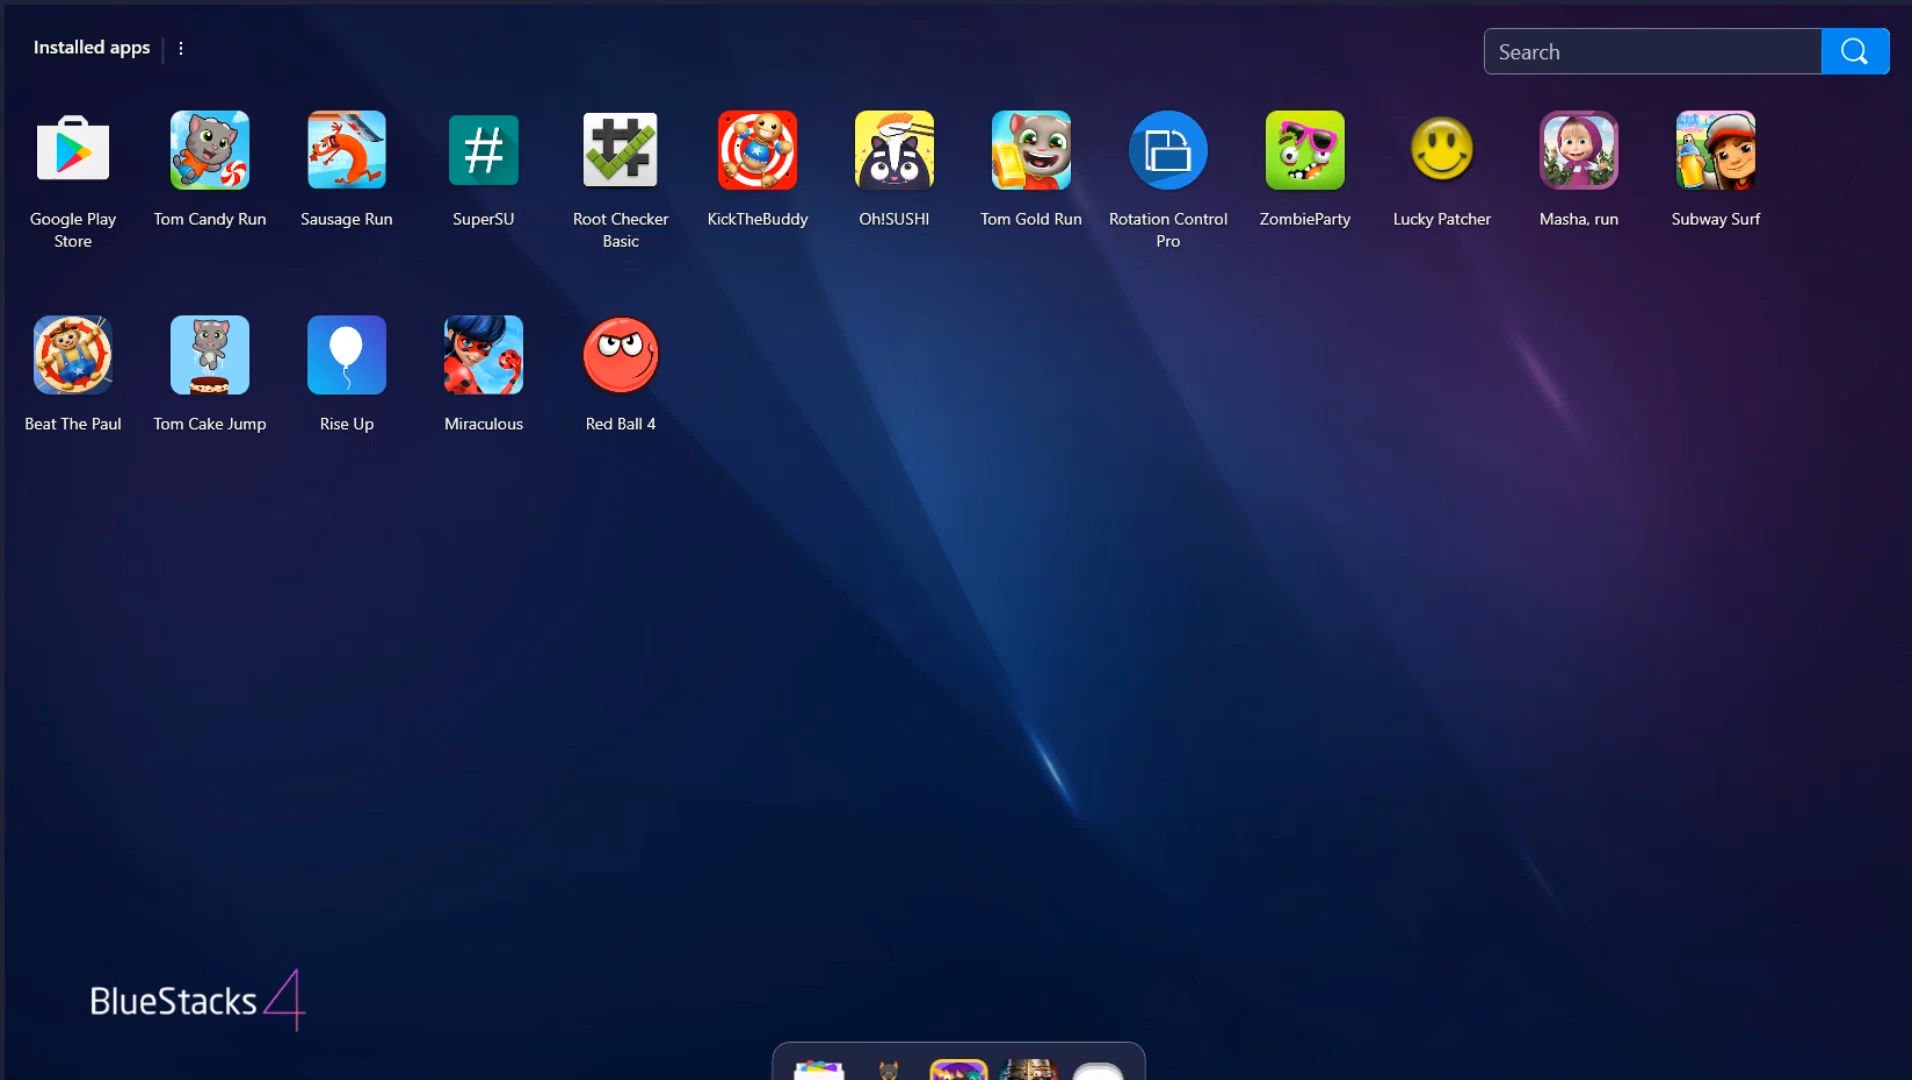 Installed apps
Search
Google Play
Store
Tom Candy Run
Sausage Run
SuperSU
Root Checker
Basic
KickTheBuddy
Oh!SUSHI
Tom Gold Run
Rotation Control
Pro
ZombieParty
Lucky Patcher
Masha, run
Subway Surf
Beat The Paul
Tom Cake Jump
Rise Up
Miraculous
Red Ball 4
BlueStacks 4